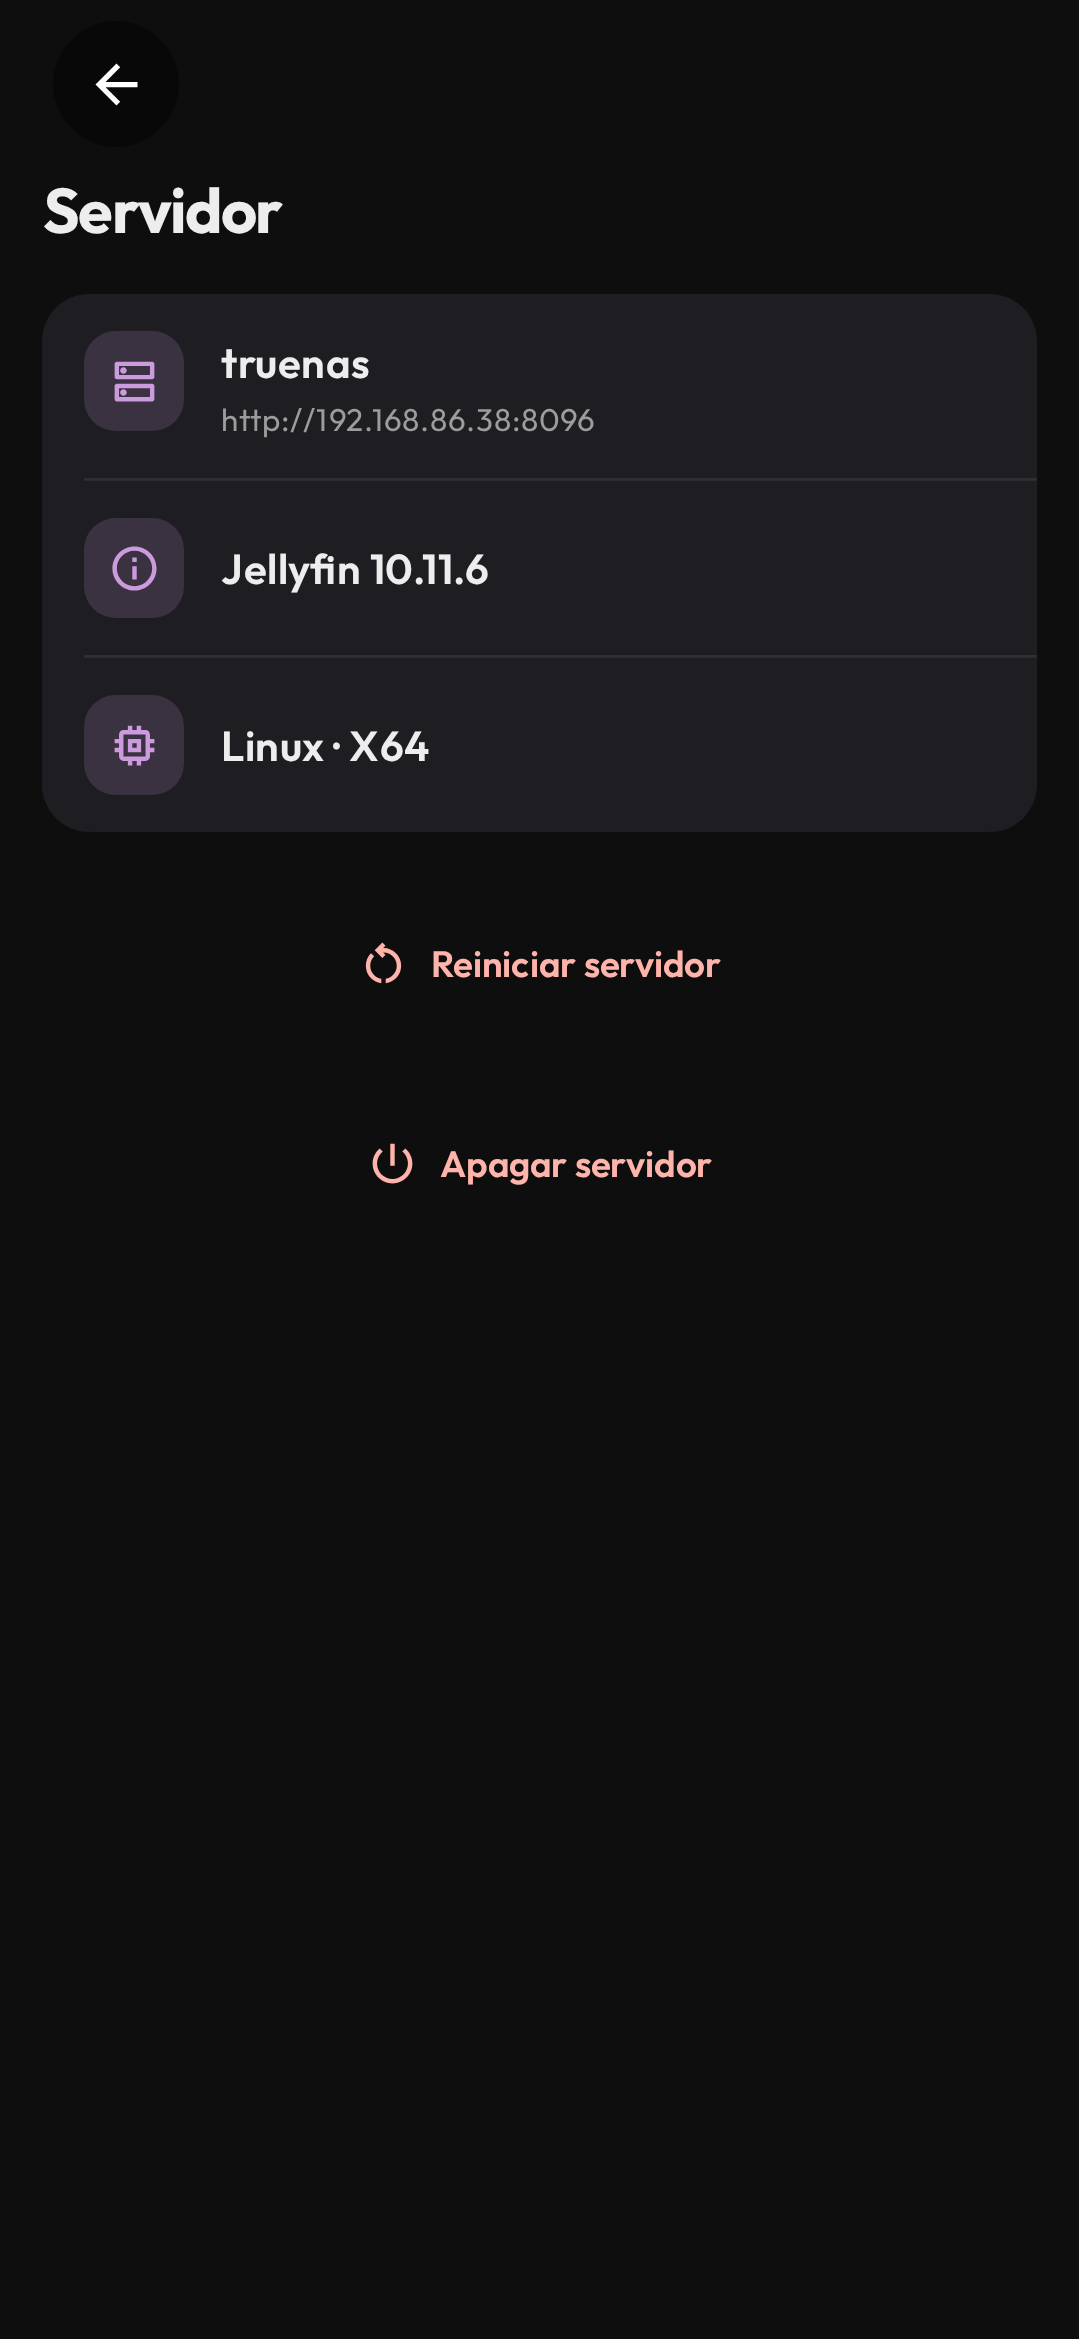 Servidor
truenas
http://192.168.86.38:8096
Jellyfin 10.11.6
Linux · X64
Reiniciar servidor
Apagar servidor